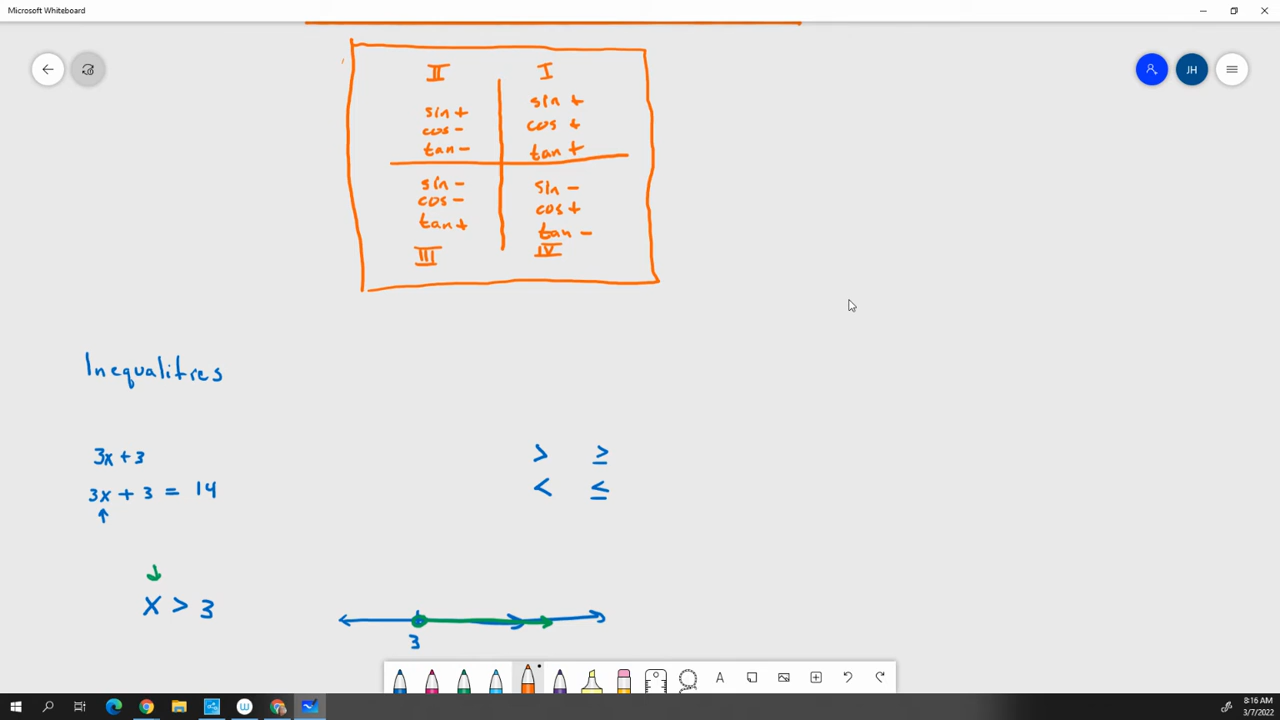 Microsoft Whiteboard
JH
II I
sin + sin +
cos - cos +
tan - tan +
sin - sin -
cos - cos +
tan + tan -
III IV
Inequalitres
3x + 3
3x + 3 = 14
> ≥
< ≤
x > 3
3
A
8:16 AM
3/7/2022